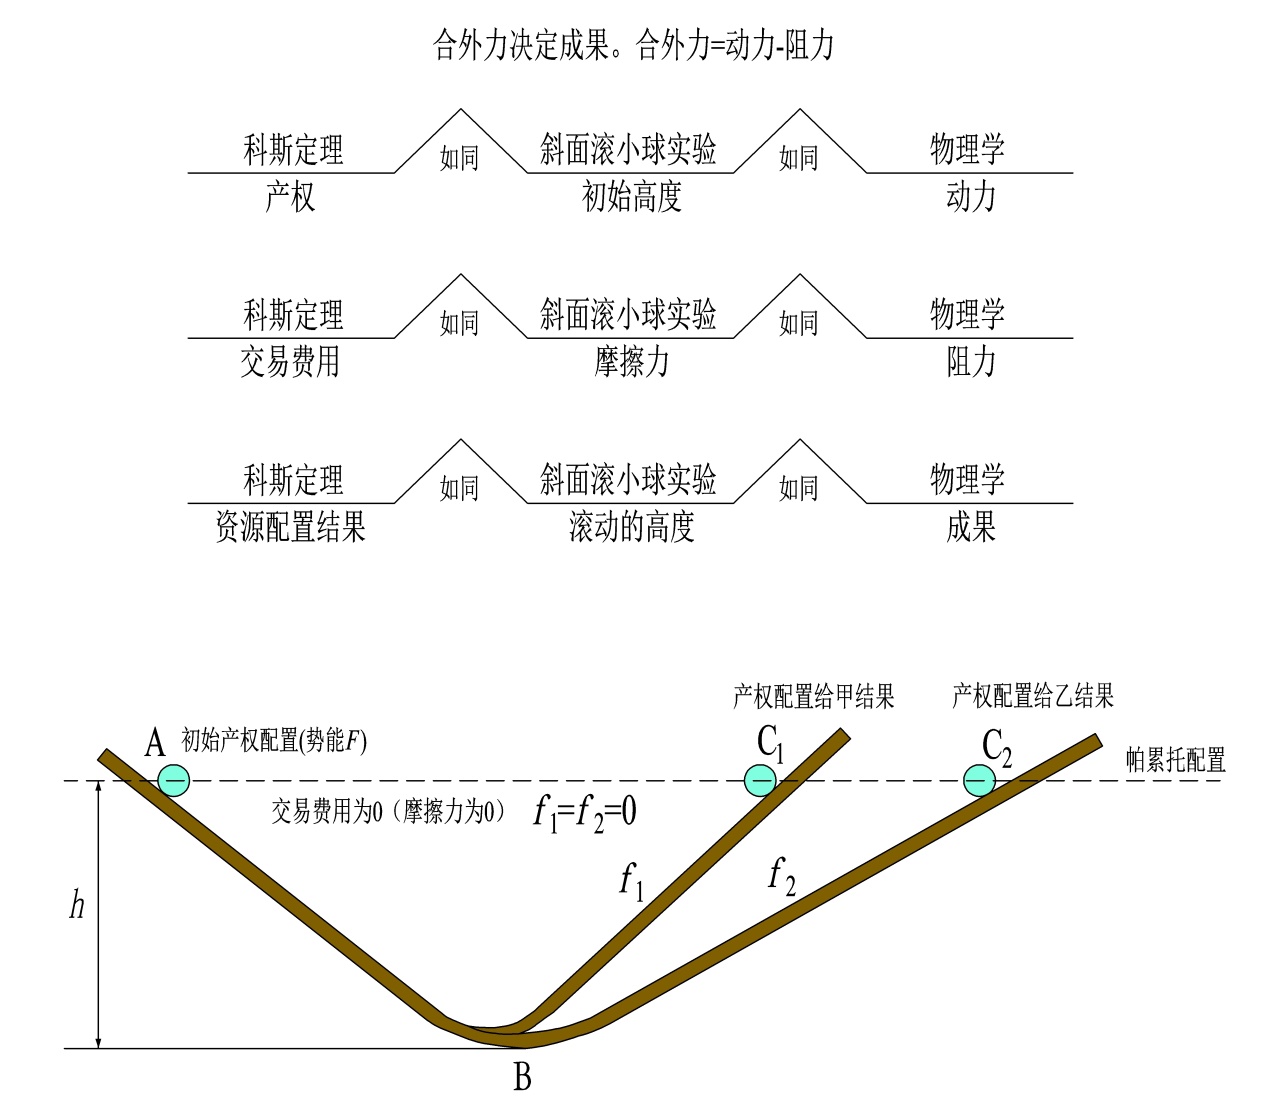 合外力决定成果。合外力=动力-阻力
科斯定理 如同 斜面滚小球实验 如同 物理学
产权 初始高度 动力
科斯定理 如同 斜面滚小球实验 如同 物理学
交易费用 摩擦力 阻力
科斯定理 如同 斜面滚小球实验 如同 物理学
资源配置结果 滚动的高度 成果
产权配置给甲结果 产权配置给乙结果
A 初始产权配置(势能F) C1 C2
帕累托配置
交易费用为0（摩擦力为0） f1=f2=0
f1 f2
h
B